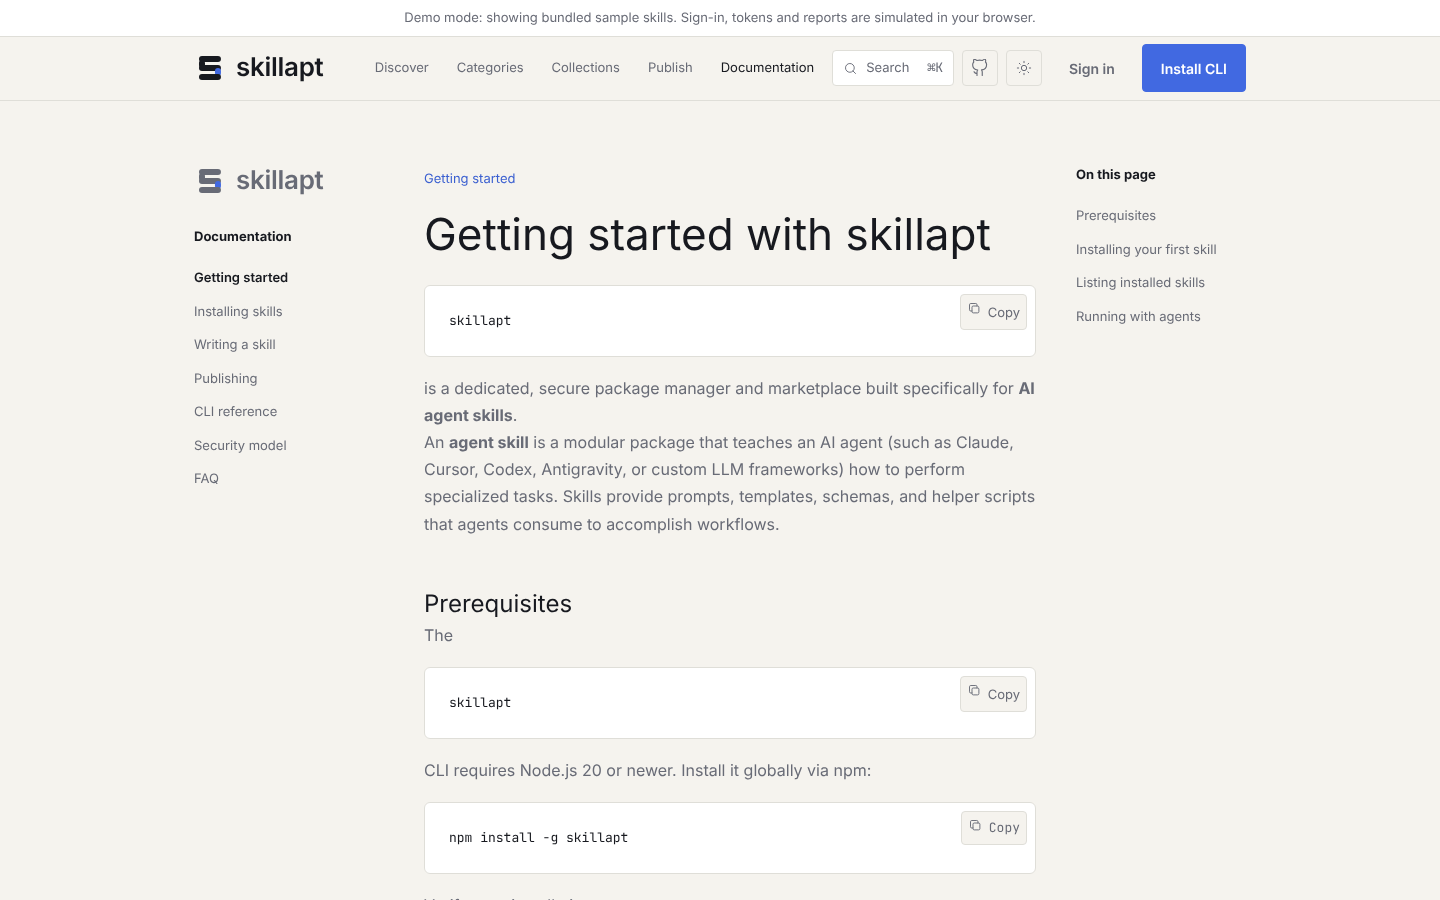 Demo mode: showing bundled sample skills. Sign-in, tokens and reports are simulated in your browser.
skillapt
Discover
Categories
Collections
Publish
Documentation
Search ⌘K
Sign in
Install CLI
skillapt
Documentation
Getting started
Installing skills
Writing a skill
Publishing
CLI reference
Security model
FAQ
Getting started
Getting started with skillapt
skillapt
Copy
is a dedicated, secure package manager and marketplace built specifically for AI
agent skills.
An agent skill is a modular package that teaches an AI agent (such as Claude,
Cursor, Codex, Antigravity, or custom LLM frameworks) how to perform
specialized tasks. Skills provide prompts, templates, schemas, and helper scripts
that agents consume to accomplish workflows.
Prerequisites
The
skillapt
Copy
CLI requires Node.js 20 or newer. Install it globally via npm:
npm install -g skillapt
Copy
On this page
Prerequisites
Installing your first skill
Listing installed skills
Running with agents